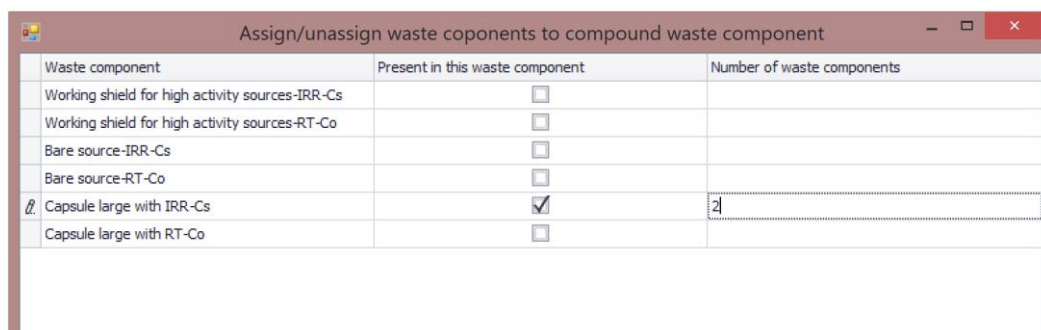 Assign/unassign waste coponents to compound waste component
Waste component Present in this waste component Number of waste components
Working shield for high activity sources-IRR-Cs
Working shield for high activity sources-RT-Co
Bare source-IRR-Cs
Bare source-RT-Co
Capsule large with IRR-Cs 2
Capsule large with RT-Co